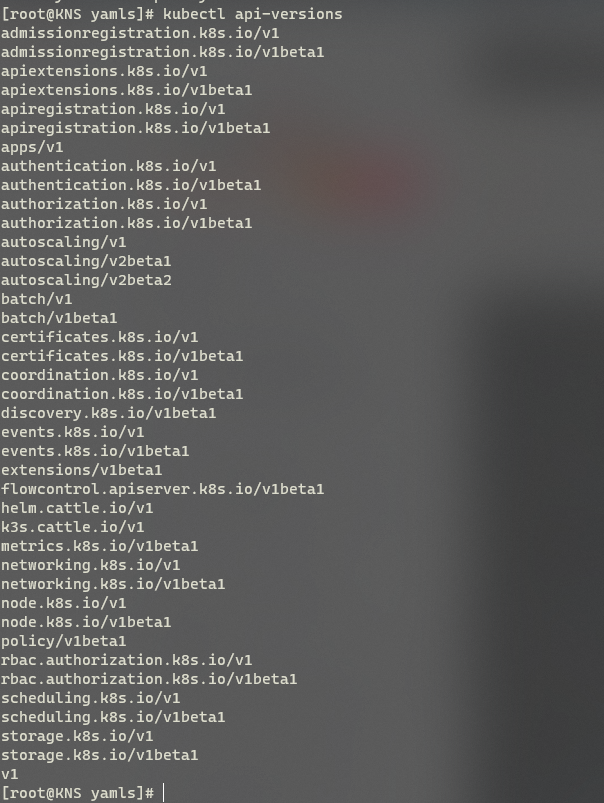 [root@KNS yamls]# kubectl api-versions
admissionregistration.k8s.io/v1
admissionregistration.k8s.io/v1beta1
apiextensions.k8s.io/v1
apiextensions.k8s.io/v1beta1
apiregistration.k8s.io/v1
apiregistration.k8s.io/v1beta1
apps/v1
authentication.k8s.io/v1
authentication.k8s.io/v1beta1
authorization.k8s.io/v1
authorization.k8s.io/v1beta1
autoscaling/v1
autoscaling/v2beta1
autoscaling/v2beta2
batch/v1
batch/v1beta1
certificates.k8s.io/v1
certificates.k8s.io/v1beta1
coordination.k8s.io/v1
coordination.k8s.io/v1beta1
discovery.k8s.io/v1beta1
events.k8s.io/v1
events.k8s.io/v1beta1
extensions/v1beta1
flowcontrol.apiserver.k8s.io/v1beta1
helm.cattle.io/v1
k3s.cattle.io/v1
metrics.k8s.io/v1beta1
networking.k8s.io/v1
networking.k8s.io/v1beta1
node.k8s.io/v1
node.k8s.io/v1beta1
policy/v1beta1
rbac.authorization.k8s.io/v1
rbac.authorization.k8s.io/v1beta1
scheduling.k8s.io/v1
scheduling.k8s.io/v1beta1
storage.k8s.io/v1
storage.k8s.io/v1beta1
v1
[root@KNS yamls]#